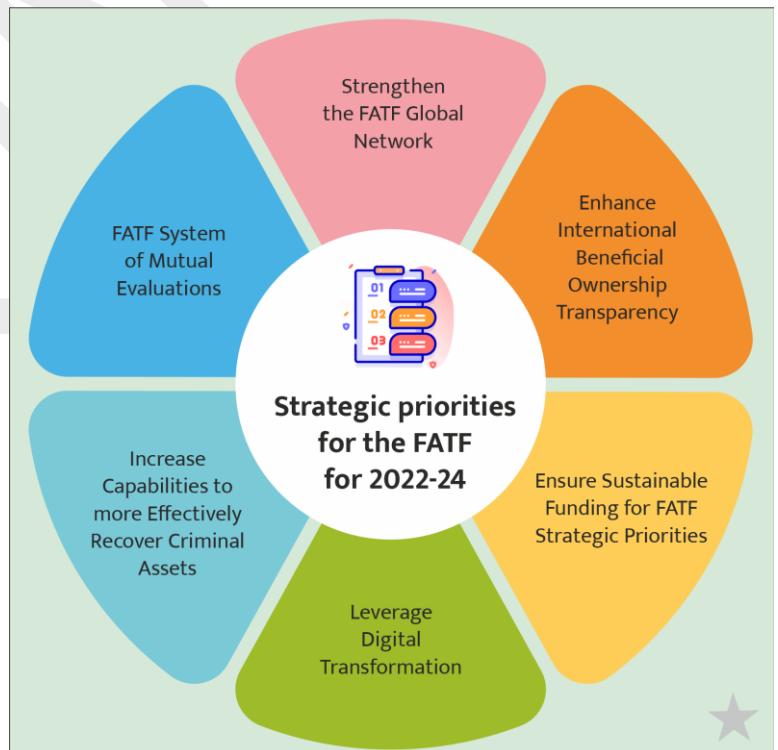 Strengthen
the FATF Global
Network
Enhance
International
Beneficial
Ownership
Transparency
Ensure Sustainable
Funding for FATF
Strategic Priorities
Leverage
Digital
Transformation
Increase
Capabilities to
more Effectively
Recover Criminal
Assets
FATF System
of Mutual
Evaluations
01
02
03
Strategic priorities
for the FATF
for 2022-24